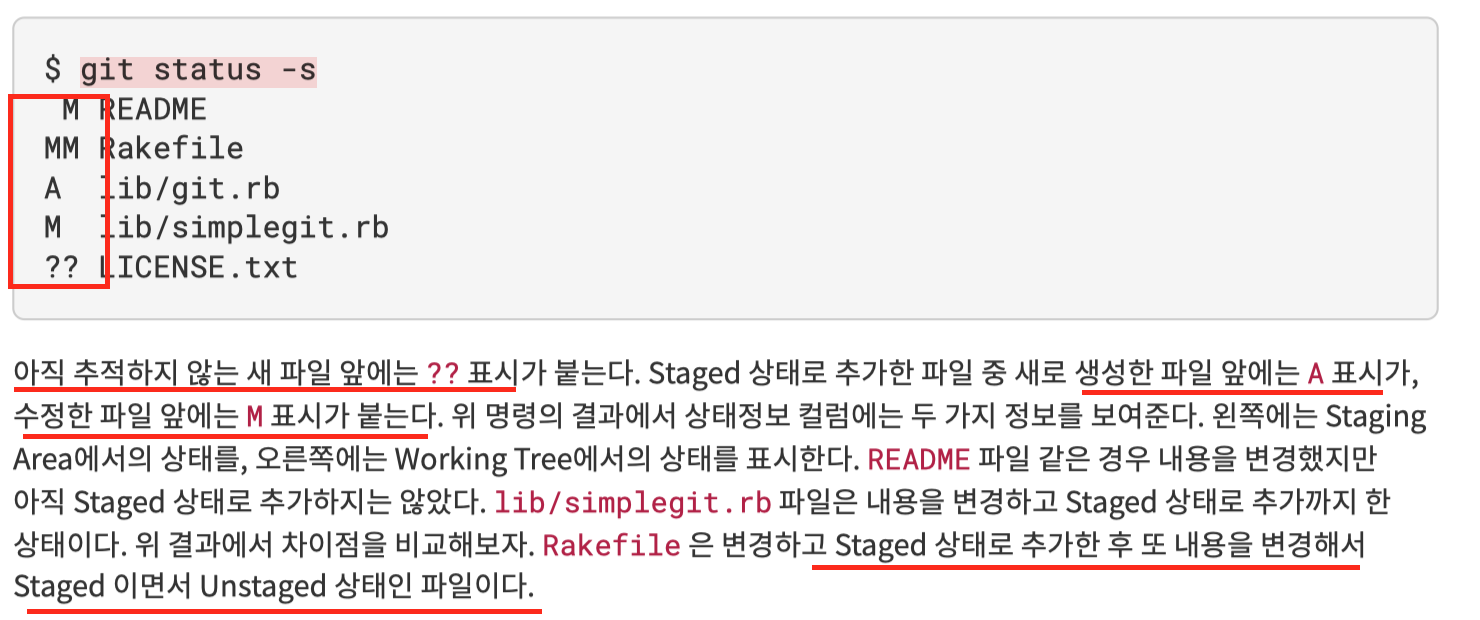 $ git status -s
 M README
MM Rakefile
A  lib/git.rb
M  lib/simplegit.rb
?? LICENSE.txt
아직 추적하지 않는 새 파일 앞에는 ?? 표시가 붙는다. Staged 상태로 추가한 파일 중 새로 생성한 파일 앞에는 A 표시가,
수정한 파일 앞에는 M 표시가 붙는다. 위 명령의 결과에서 상태정보 컬럼에는 두 가지 정보를 보여준다. 왼쪽에는 Staging
Area에서의 상태를, 오른쪽에는 Working Tree에서의 상태를 표시한다. README 파일 같은 경우 내용을 변경했지만
아직 Staged 상태로 추가하지는 않았다. lib/simplegit.rb 파일은 내용을 변경하고 Staged 상태로 추가까지 한
상태이다. 위 결과에서 차이점을 비교해보자. Rakefile 은 변경하고 Staged 상태로 추가한 후 또 내용을 변경해서
Staged 이면서 Unstaged 상태인 파일이다.